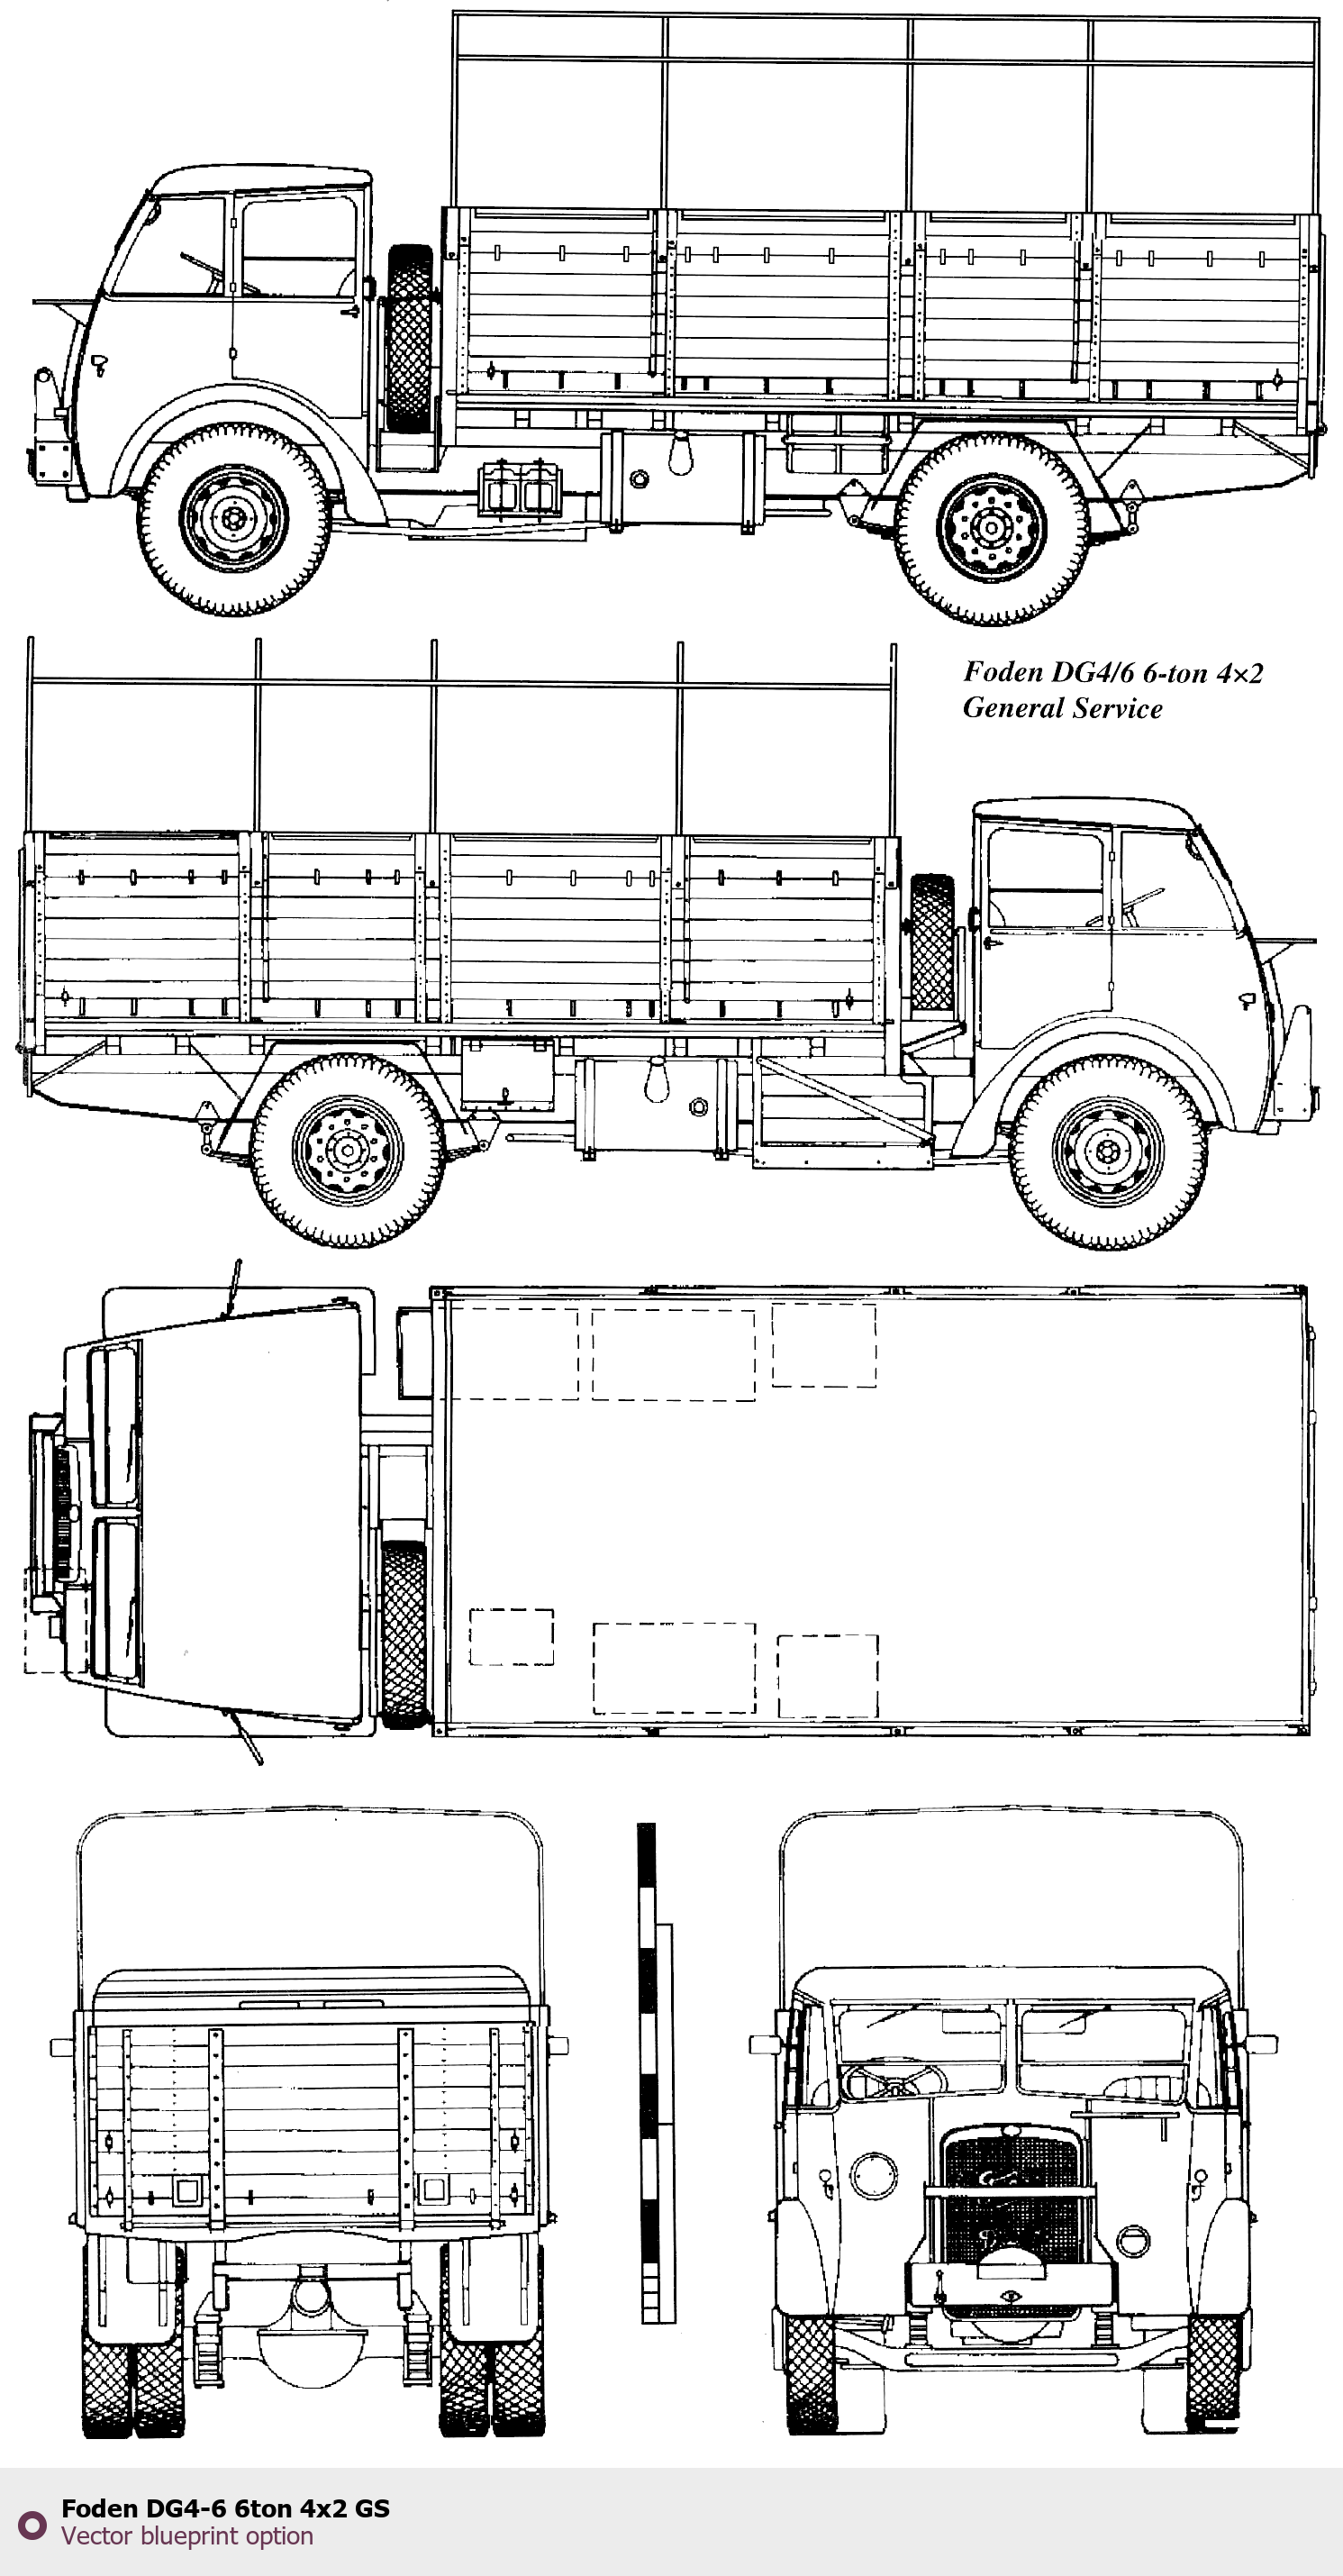 Foden DG4/6 6-ton 4×2
General Service
Foden DG4-6 6ton 4x2 GS
Vector blueprint option